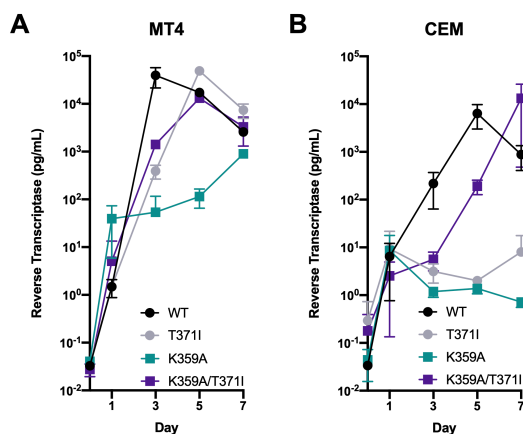 A
MT4
Reverse Transcriptase (pg/mL)
10^5
10^4
10^3
10^2
10^1
10^0
10^-1
10^-2
WT
T371I
K359A
K359A/T371I
1 3 5 7
Day
B
CEM
Reverse Transcriptase (pg/mL)
10^5
10^4
10^3
10^2
10^1
10^0
10^-1
10^-2
WT
T371I
K359A
K359A/T371I
1 3 5 7
Day